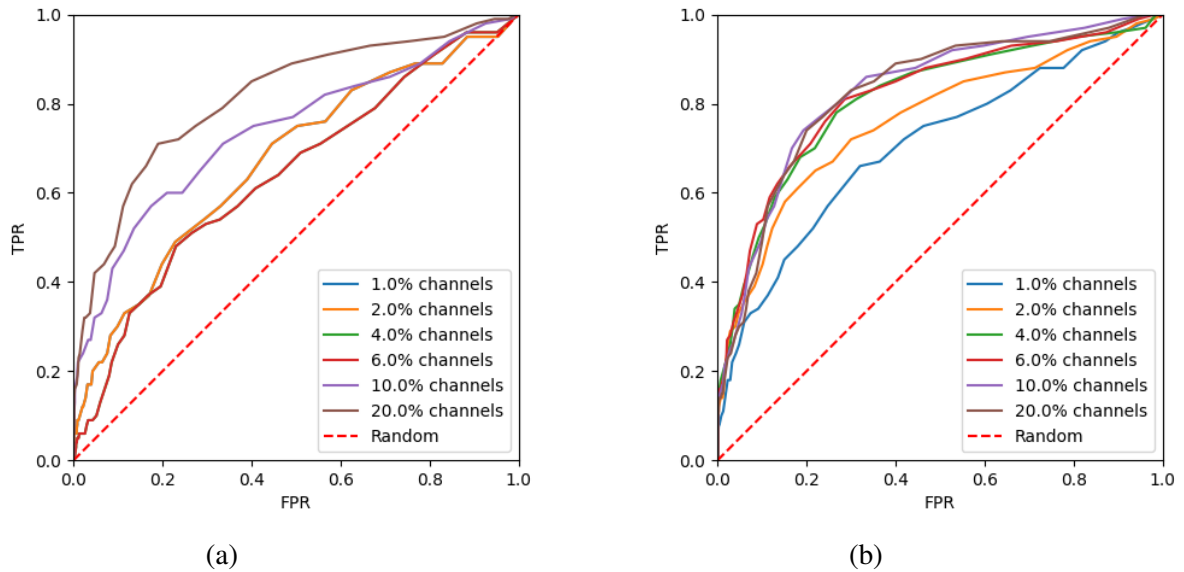 1.0
0.8
0.6
0.4
0.2
0.0
TPR
0.0 0.2 0.4 0.6 0.8 1.0
FPR
1.0% channels
2.0% channels
4.0% channels
6.0% channels
10.0% channels
20.0% channels
Random
(a)
1.0
0.8
0.6
0.4
0.2
0.0
TPR
0.0 0.2 0.4 0.6 0.8 1.0
FPR
1.0% channels
2.0% channels
4.0% channels
6.0% channels
10.0% channels
20.0% channels
Random
(b)